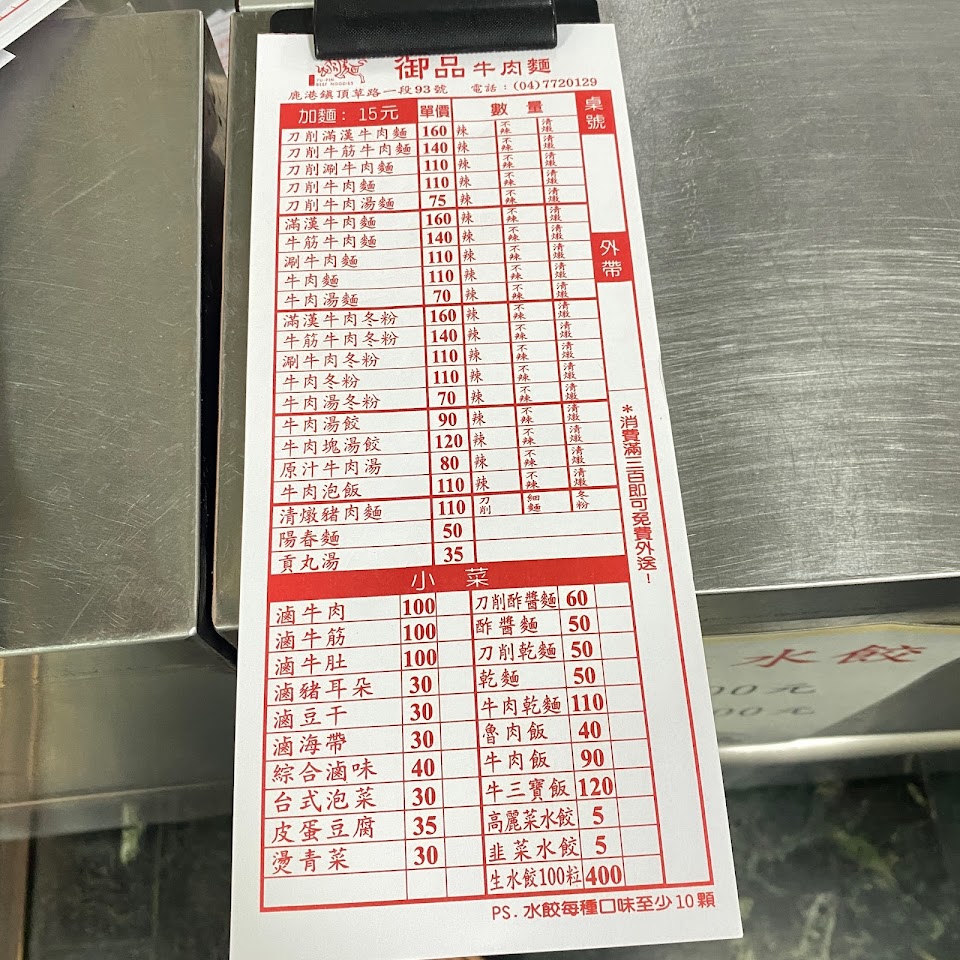 YU-PIN
BEEF NOODLES
御品牛肉麵
鹿港鎮頂草路一段93號 電話:(04)7720129
加麵: 15元 單價 數量 桌號
刀削滿漢牛肉麵 160 辣 不辣 清燉
刀削牛筋牛肉麵 140 辣 不辣 清燉
刀削涮牛肉麵 110 辣 不辣 清燉
刀削牛肉麵 110 辣 不辣 清燉
刀削牛肉湯麵 75 辣 不辣 清燉
滿漢牛肉麵 160 辣 不辣 清燉
牛筋牛肉麵 140 辣 不辣 清燉
外帶
涮牛肉麵 110 辣 不辣 清燉
牛肉麵 110 辣 不辣 清燉
牛肉湯麵 70 辣 不辣 清燉
滿漢牛肉冬粉 160 辣 不辣 清燉
牛筋牛肉冬粉 140 辣 不辣 清燉
涮牛肉冬粉 110 辣 不辣 清燉
牛肉冬粉 110 辣 不辣 清燉
牛肉湯冬粉 70 辣 不辣 清燉
牛肉湯餃 90 辣 不辣 清燉
牛肉塊湯餃 120 辣 不辣 清燉
原汁牛肉湯 80 辣 不辣 清燉
牛肉泡飯 110 辣 不辣 清燉
清燉豬肉麵 110 刀削 細麵 冬粉
陽春麵 50
貢丸湯 35
*消費滿三百即可免費外送!
小菜
滷牛肉 100 刀削酢醬麵 60
滷牛筋 100 酢醬麵 50
滷牛肚 100 刀削乾麵 50
滷豬耳朵 30 乾麵 50
滷豆干 30 牛肉乾麵 110
滷海帶 30 魯肉飯 40
綜合滷味 40 牛肉飯 90
台式泡菜 30 牛三寶飯 120
皮蛋豆腐 35 高麗菜水餃 5
燙青菜 30 韭菜水餃 5
生水餃100粒 400
PS.水餃每種口味至少10顆
水餃
00元
00元